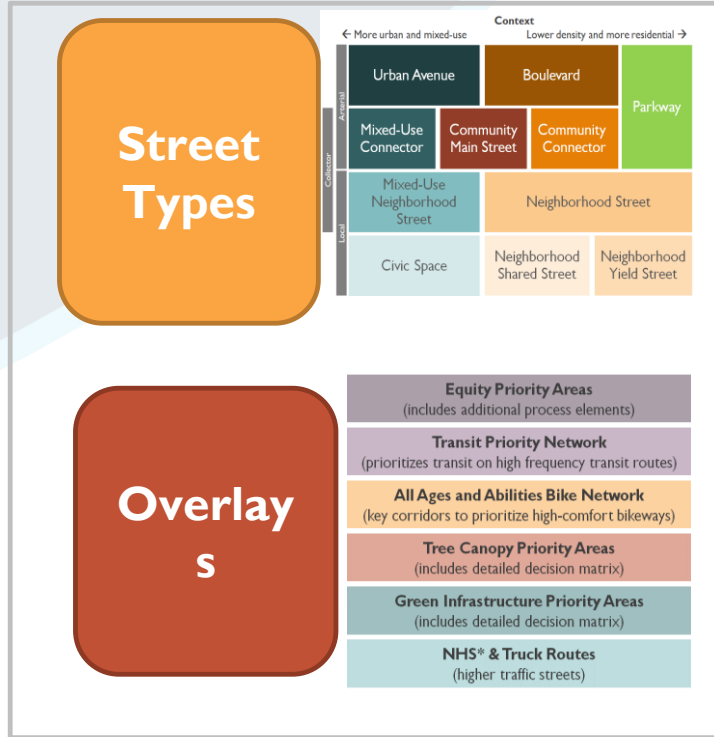 Street
Types
Context
← More urban and mixed-use
Lower density and more residential →
Arterial
Collector
Local
Urban Avenue
Boulevard
Parkway
Mixed-Use
Connector
Community
Main Street
Community
Connector
Mixed-Use
Neighborhood
Street
Neighborhood Street
Civic Space
Neighborhood
Shared Street
Neighborhood
Yield Street
Overlay
s
Equity Priority Areas
(includes additional process elements)
Transit Priority Network
(prioritizes transit on high frequency transit routes)
All Ages and Abilities Bike Network
(key corridors to prioritize high-comfort bikeways)
Tree Canopy Priority Areas
(includes detailed decision matrix)
Green Infrastructure Priority Areas
(includes detailed decision matrix)
NHS* & Truck Routes
(higher traffic streets)